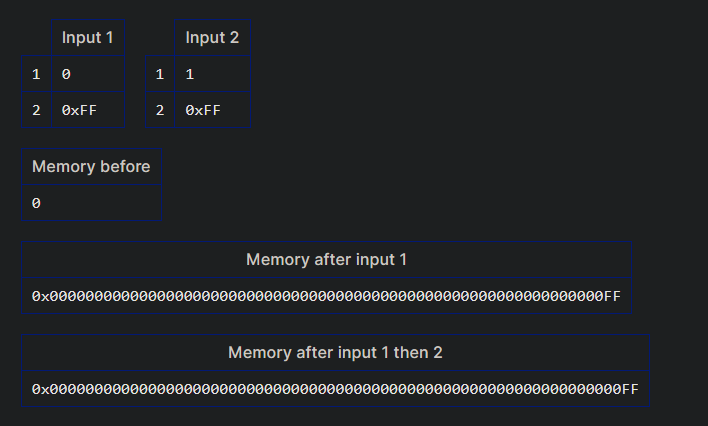 Input 1 Input 2
1 0 1 1
2 0xFF 2 0xFF
Memory before
0
Memory after input 1
0x00000000000000000000000000000000000000000000000000000000000000FF
Memory after input 1 then 2
0x0000000000000000000000000000000000000000000000000000000000000000FF